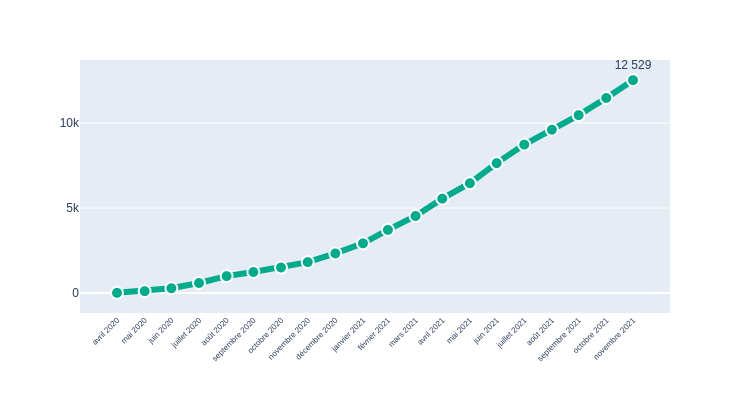 12 529
10k
5k
0
avril 2020
mai 2020
juin 2020
juillet 2020
août 2020
septembre 2020
octobre 2020
novembre 2020
décembre 2020
janvier 2021
février 2021
mars 2021
avril 2021
mai 2021
juin 2021
juillet 2021
août 2021
septembre 2021
octobre 2021
novembre 2021